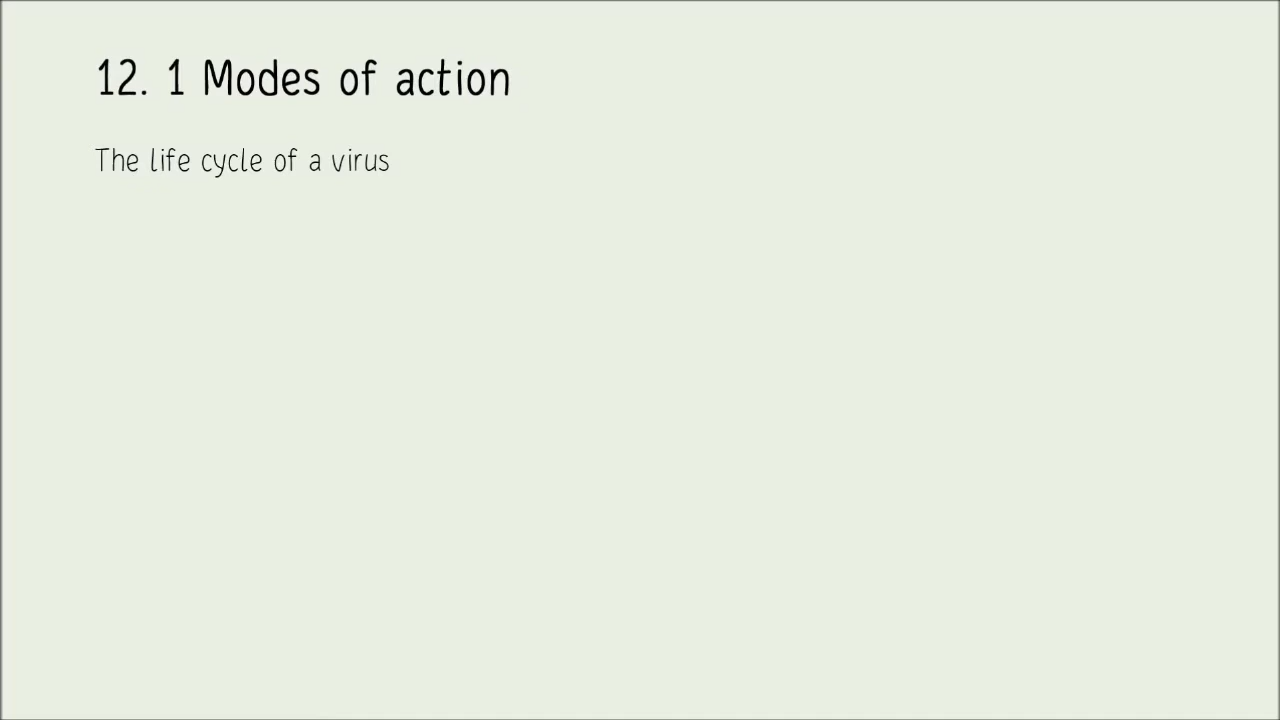 12. 1 Modes of action
The life cycle of a virus